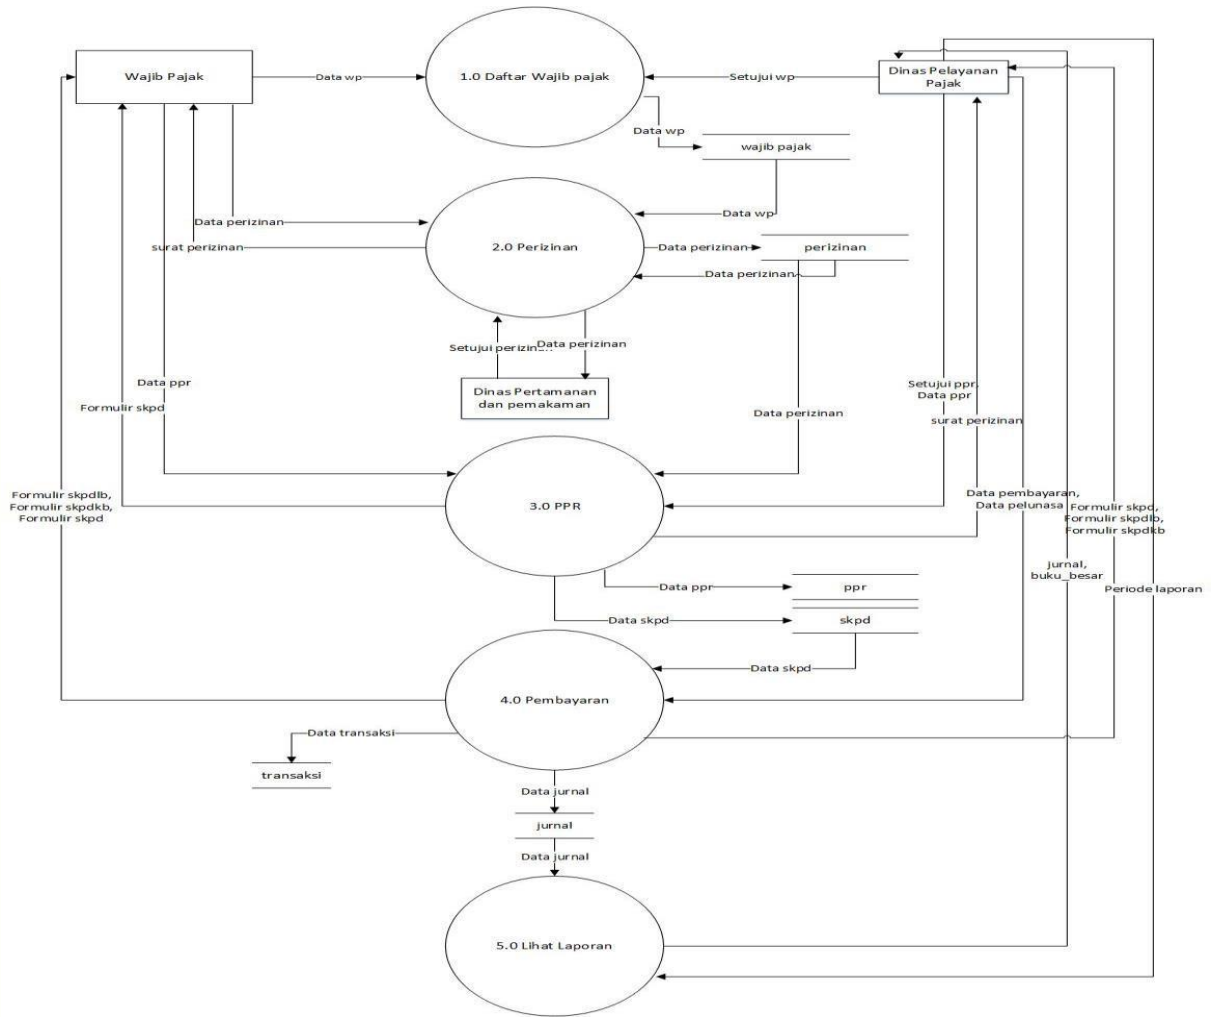 Wajib Pajak
Data wp
1.0 Daftar Wajib pajak
Setujui wp
Dinas Pelayanan
Pajak
Data wp
wajib pajak
Data wp
Data perizinan
surat perizinan
2.0 Perizinan
Data perizinan
perizinan
Data perizinan
Setujui perizinan
Data perizinan
Dinas Pertamanan
dan pemakaman
Data ppr
Formulir skpd
Setujui ppr,
Data ppr
surat perizinan
Data perizinan
Formulir skpdlb,
Formulir skpdkb,
Formulir skpd
3.0 PPR
Data pembayaran,
Data pelunasa
Formulir skpd,
Formulir skpdlb,
Formulir skpdkb
jurnal,
buku_besar
Periode laporan
Data ppr
ppr
Data skpd
skpd
Data skpd
4.0 Pembayaran
Data transaksi
transaksi
Data jurnal
jurnal
Data jurnal
5.0 Lihat Laporan